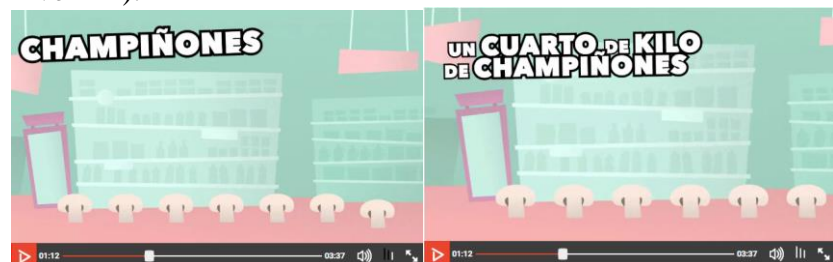 CHAMPIÑONES
01:12
03:37
UN CUARTO DE KILO
DE CHAMPIÑONES
01:12
03:37